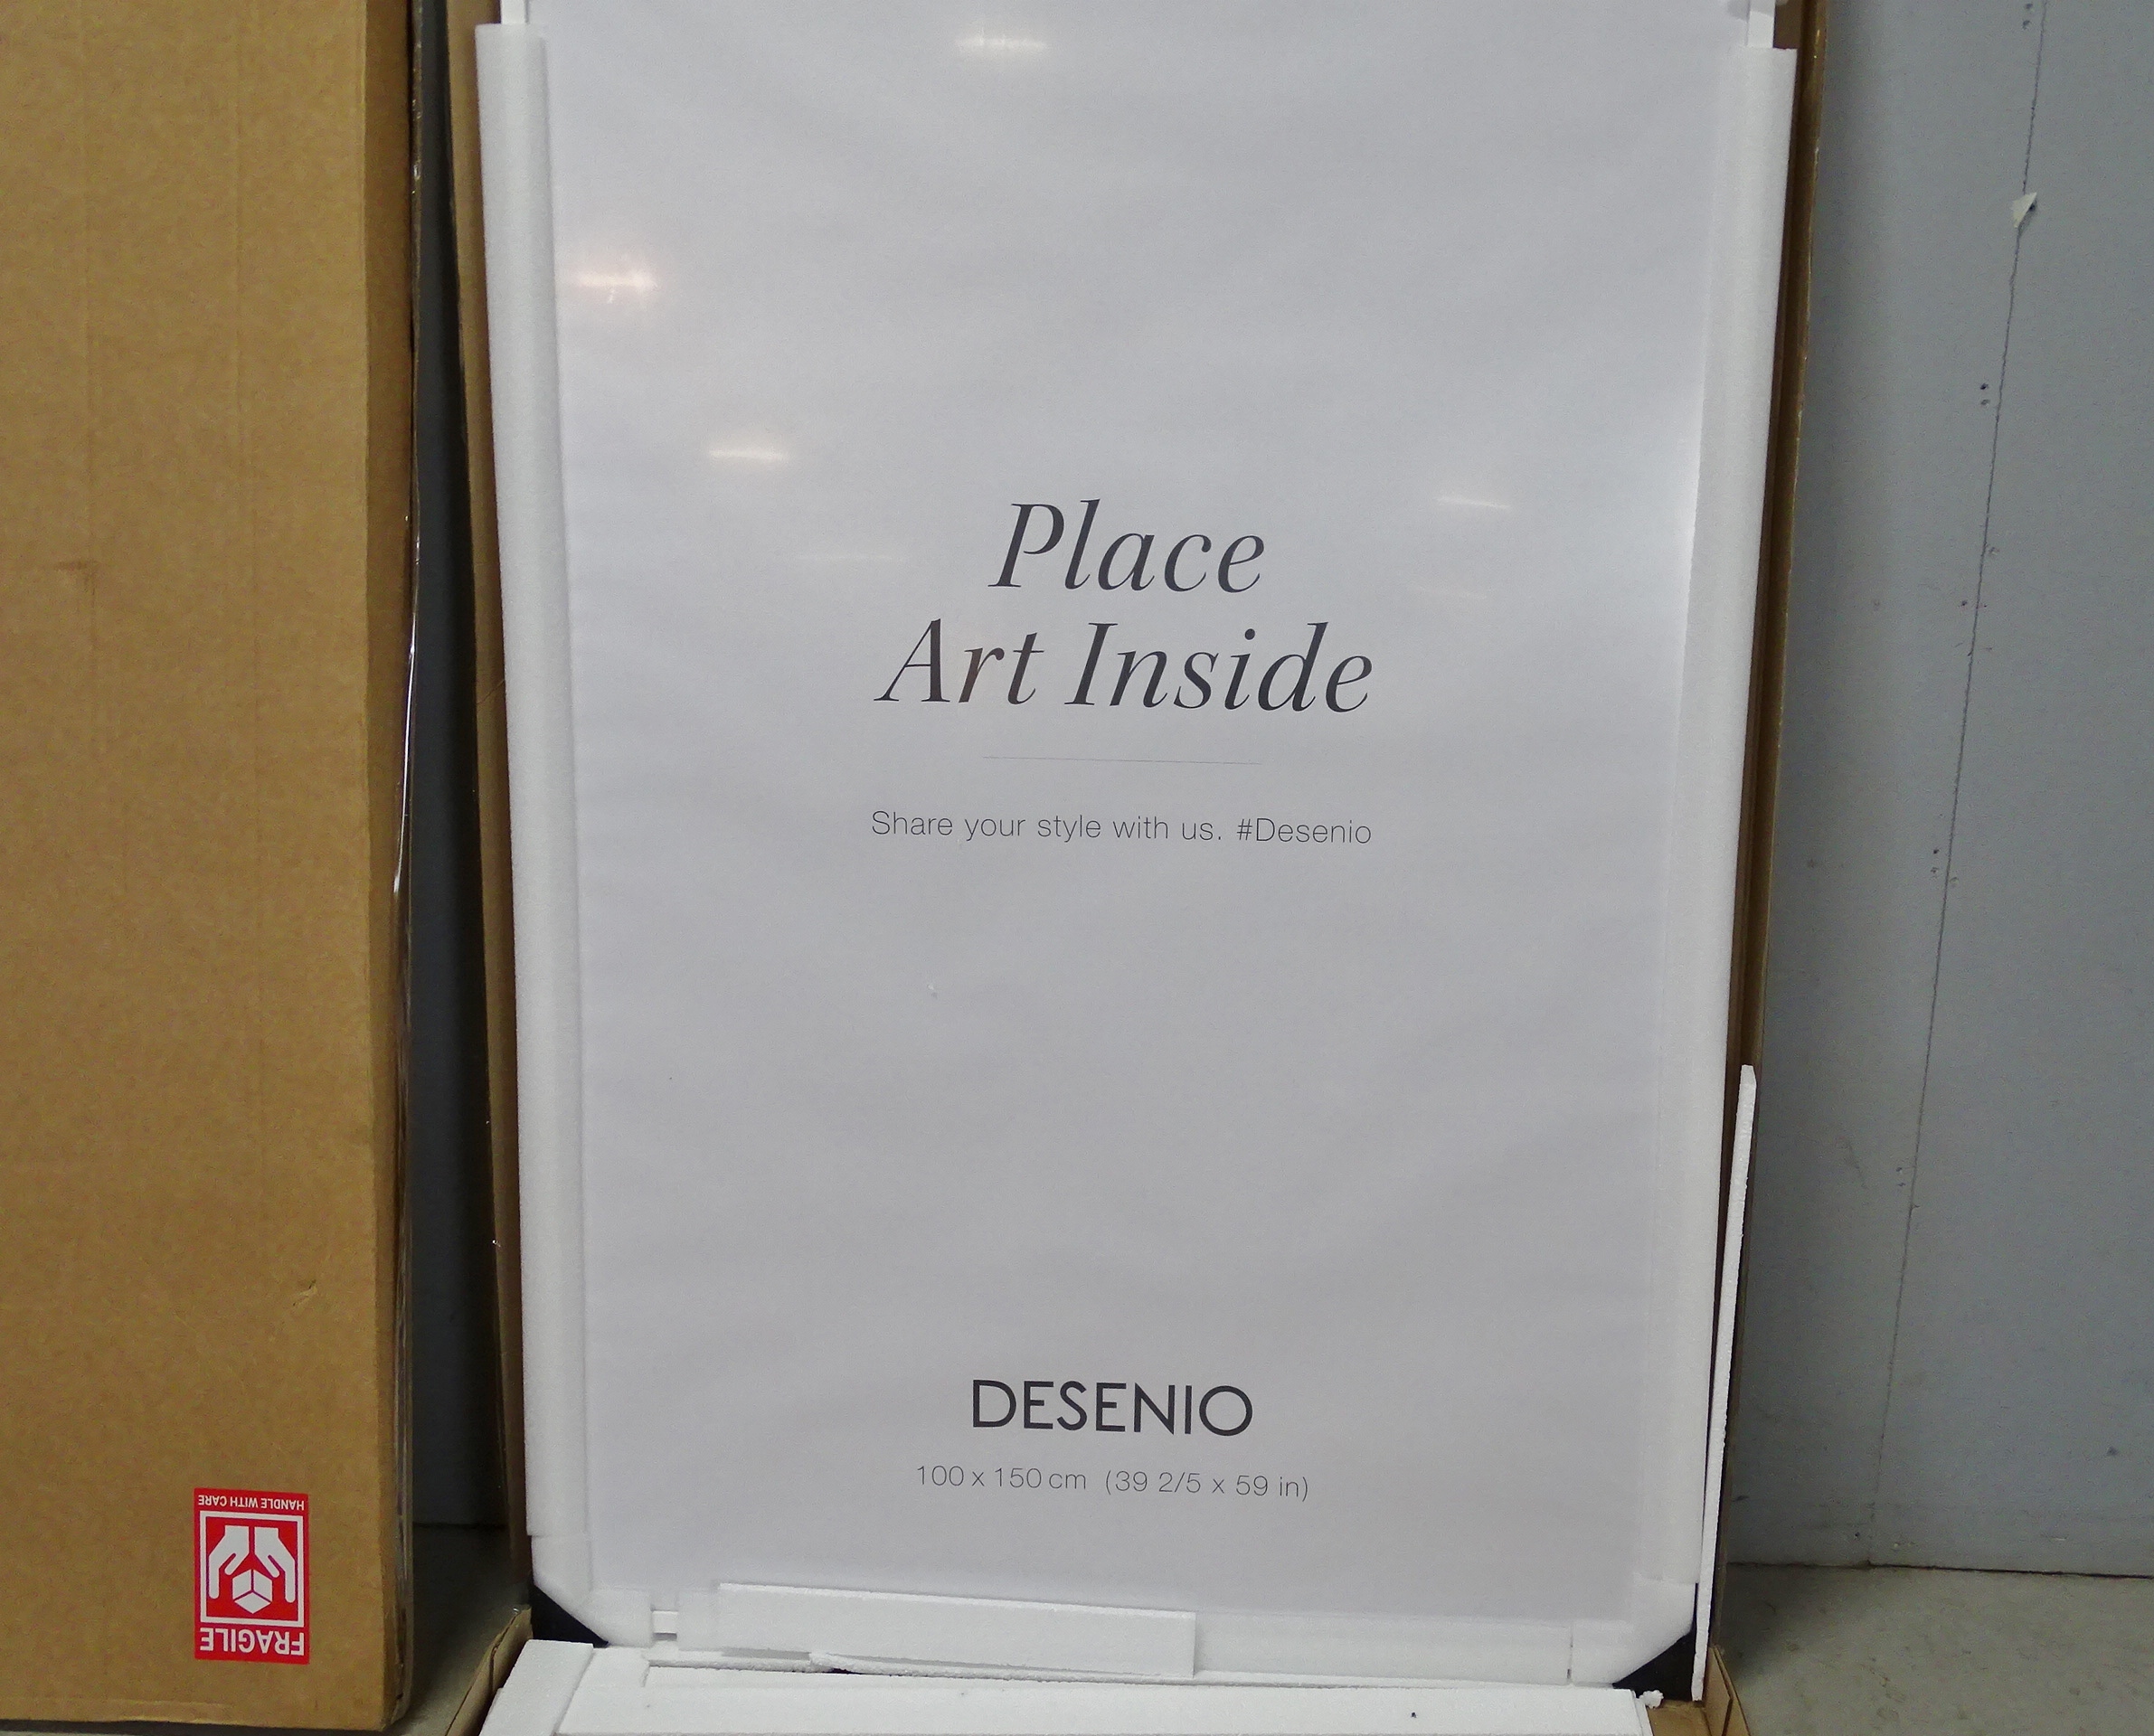 Place
Art Inside
Share your style with us. #Desenio
DESENIO
100 x 150 cm (39 2/5 x 59 in)
FRAGILE
HANDLE WITH CARE